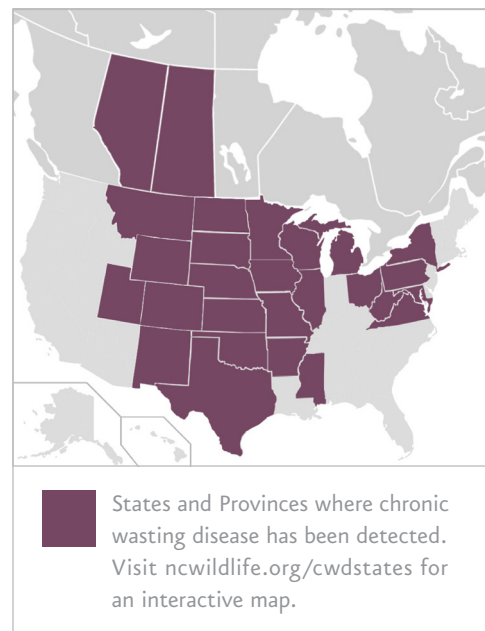 States and Provinces where chronic
wasting disease has been detected.
Visit ncwildlife.org/cwdstates for
an interactive map.